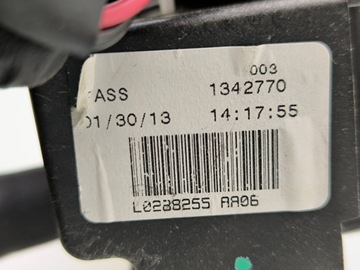 003
ASS 1342770
01/30/13 14:17:55
L0288255 AA06